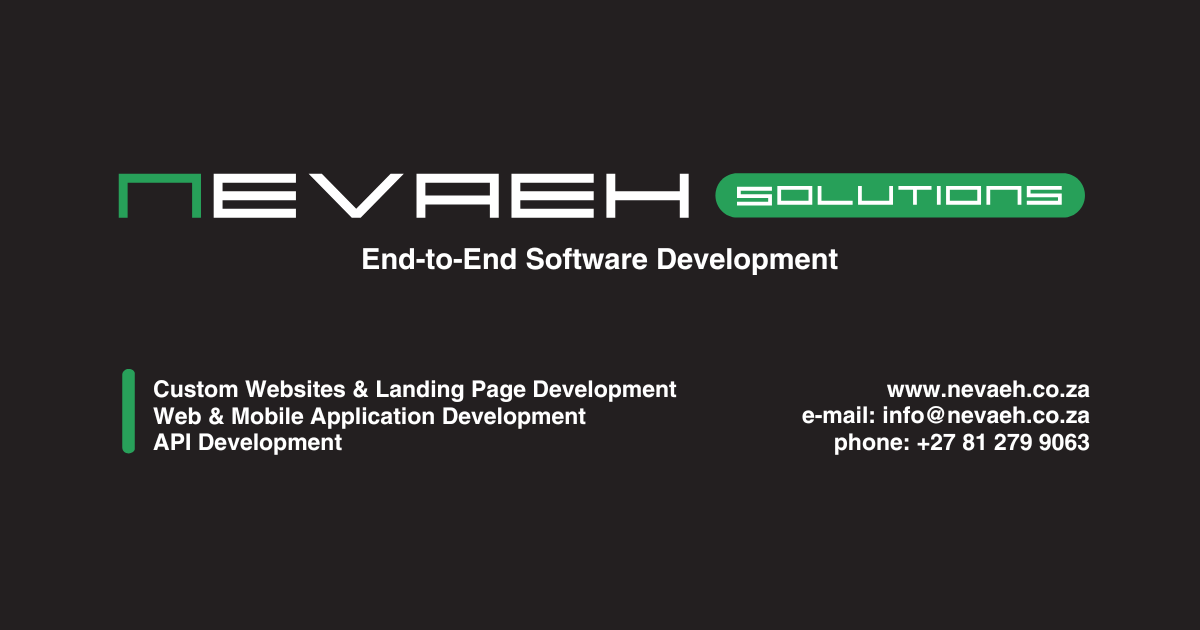 NEVAEH SOLUTIONS
End-to-End Software Development
Custom Websites & Landing Page Development
Web & Mobile Application Development
API Development
www.nevaeh.co.za
e-mail: info@nevaeh.co.za
phone: +27 81 279 9063